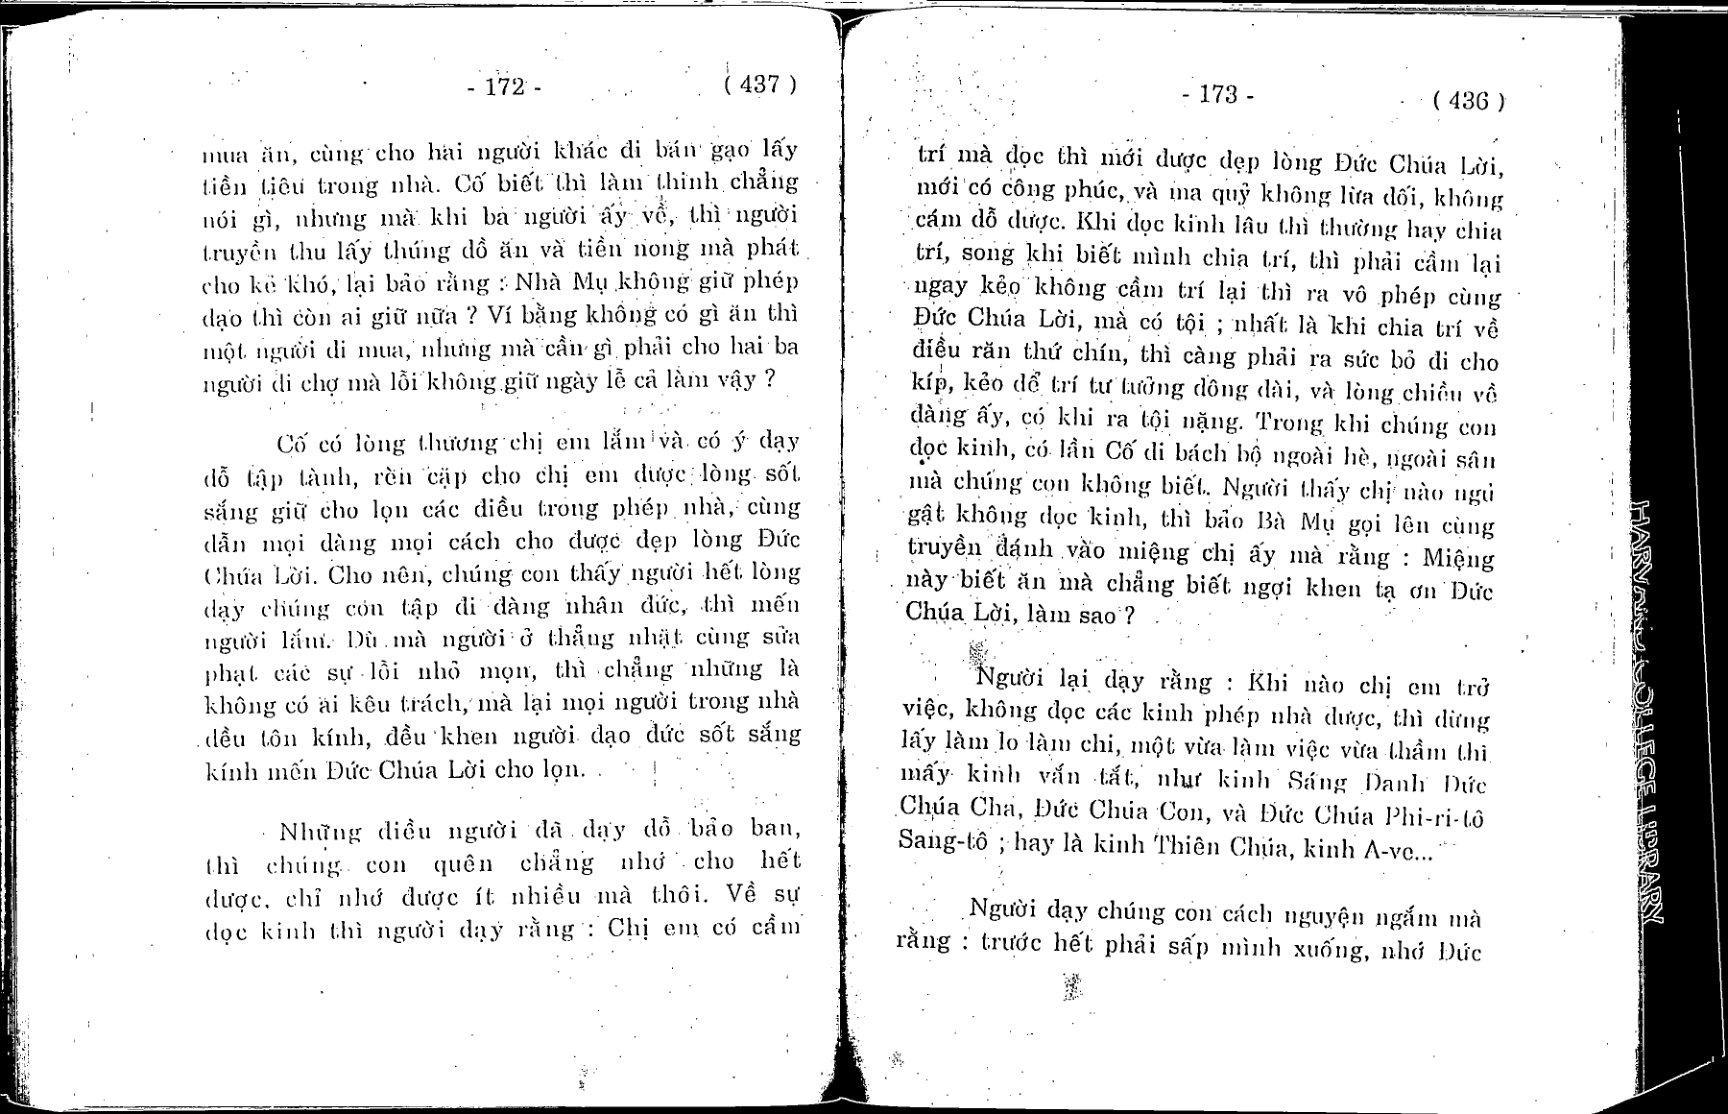 - 172 - ( 437 )
mua ăn, cùng cho hai người khác đi bán gạo lấy
tiền tiêu trong nhà. Cố biết thì làm thinh chẳng
nói gì, nhưng mà khi ba người ấy về, thì người
truyền thu lấy thúng đồ ăn và tiền nong mà phát
cho kẻ khó, lại bảo rằng : Nhà Mụ không giữ phép
đạo thì còn ai giữ nữa ? Ví bằng không có gì ăn thì
một người đi mua, nhưng mà cần gì phải cho hai ba
người đi chợ mà lỗi không giữ ngày lễ cả làm vậy ?
Cố có lòng thương chị em lắm và có ý dạy
dỗ tập tành, rèn cặp cho chị em được lòng sốt
sắng giữ cho lọn các điều trong phép nhà, cùng
dẫn mọi đàng mọi cách cho được đẹp lòng Đức
Chúa Lời. Cho nên, chúng con thấy người hết lòng
dạy chúng con tập đi đàng nhân đức, thì mến
người lắm. Dù mà người ở thẳng nhặt cùng sửa
phạt các sự lỗi nhỏ mọn, thì chẳng những là
không có ai kêu trách, mà lại mọi người trong nhà
đều tôn kính, đều khen người đạo đức sốt sắng
kính mến Đức Chúa Lời cho lọn.
Những điều người đã dạy dỗ bảo ban,
thì chúng con quên chẳng nhớ cho hết
được, chỉ nhớ được ít nhiều mà thôi. Về sự
đọc kinh thì người dạy rằng : Chị em có cầm
- 173 - ( 436 )
trí mà đọc thì mới được đẹp lòng Đức Chúa Lời,
mới có công phúc, và ma quỷ không lừa dối, không
cám dỗ được. Khi đọc kinh lâu thì thường hay chia
trí, song khi biết mình chia trí, thì phải cầm lại
ngay kẻo không cầm trí lại thì ra vô phép cùng
Đức Chúa Lời, mà có tội ; nhất là khi chia trí về
điều răn thứ chín, thì càng phải ra sức bỏ đi cho
kíp, kẻo để trí tư tưởng dông dài, và lòng chiều về
đàng ấy, có khi ra tội nặng. Trong khi chúng con
đọc kinh, có lần Cố đi bách bộ ngoài hè, ngoài sân
mà chúng con không biết. Người thấy chị nào ngủ
gật không đọc kinh, thì bảo Bà Mụ gọi lên cùng
truyền đánh vào miệng chị ấy mà rằng : Miệng
này biết ăn mà chẳng biết ngợi khen tạ ơn Đức
Chúa Lời, làm sao ?
Người lại dạy rằng : Khi nào chị em trở
việc, không đọc các kinh phép nhà được, thì đừng
lấy làm lo làm chi, một vừa làm việc vừa thầm thì
mấy kinh vắn tắt, như kinh Sáng Danh Đức
Chúa Cha, Đức Chúa Con, và Đức Chúa Phi-ri-tô
Sang-tô ; hay là kinh Thiên Chúa, kinh A-ve...
Người dạy chúng con cách nguyện ngắm mà
rằng : trước hết phải sấp mình xuống, nhớ Đức
HARVARD COLLEGE LIBRARY